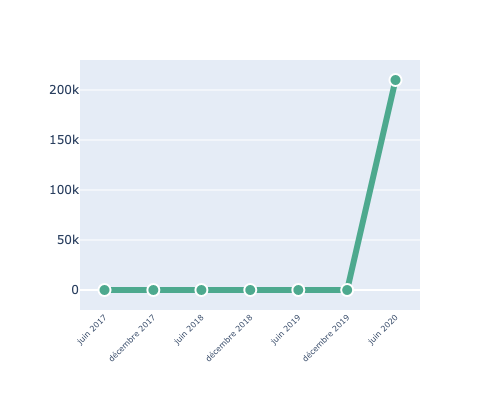 200k
150k
100k
50k
0
juin 2017
décembre 2017
juin 2018
décembre 2018
juin 2019
décembre 2019
juin 2020